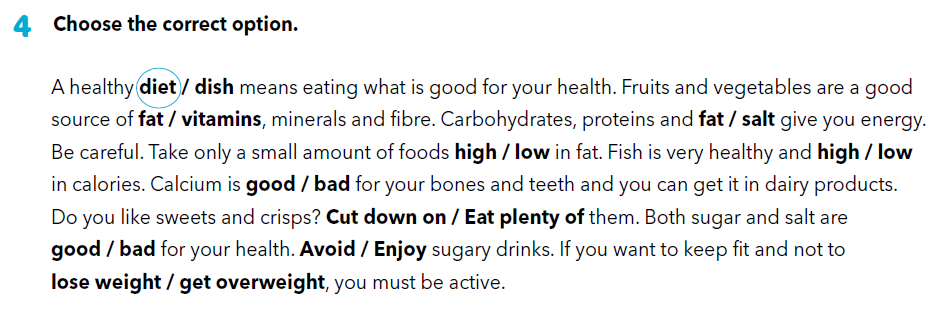 4 Choose the correct option.
A healthy diet / dish means eating what is good for your health. Fruits and vegetables are a good
source of fat / vitamins, minerals and fibre. Carbohydrates, proteins and fat / salt give you energy.
Be careful. Take only a small amount of foods high / low in fat. Fish is very healthy and high / low
in calories. Calcium is good / bad for your bones and teeth and you can get it in dairy products.
Do you like sweets and crisps? Cut down on / Eat plenty of them. Both sugar and salt are
good / bad for your health. Avoid / Enjoy sugary drinks. If you want to keep fit and not to
lose weight / get overweight, you must be active.